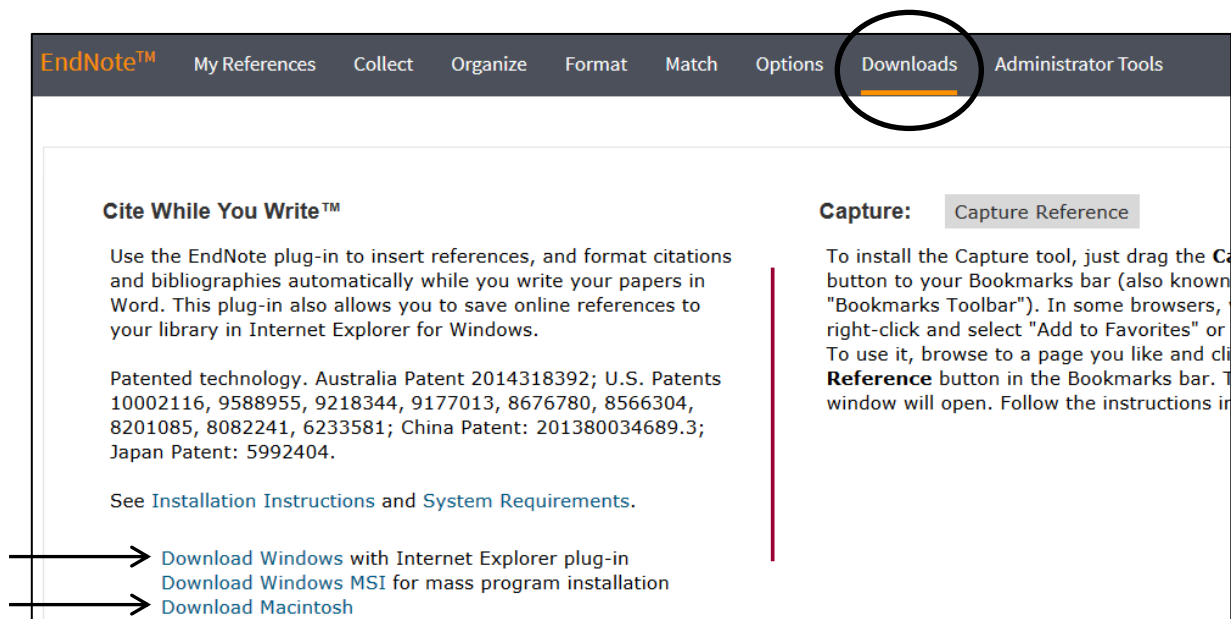 EndNote™ My References Collect Organize Format Match Options Downloads Administrator Tools
Cite While You Write™
Use the EndNote plug-in to insert references, and format citations
and bibliographies automatically while you write your papers in
Word. This plug-in also allows you to save online references to
your library in Internet Explorer for Windows.
Patented technology. Australia Patent 2014318392; U.S. Patents
10002116, 9588955, 9218344, 9177013, 8676780, 8566304,
8201085, 8082241, 6233581; China Patent: 201380034689.3;
Japan Patent: 5992404.
See Installation Instructions and System Requirements.
Download Windows with Internet Explorer plug-in
Download Windows MSI for mass program installation
Download Macintosh
Capture: Capture Reference
To install the Capture tool, just drag the
button to your Bookmarks bar (also known
"Bookmarks Toolbar"). In some browsers,
right-click and select "Add to Favorites" or
To use it, browse to a page you like and
Reference button in the Bookmarks bar.
window will open. Follow the instructions